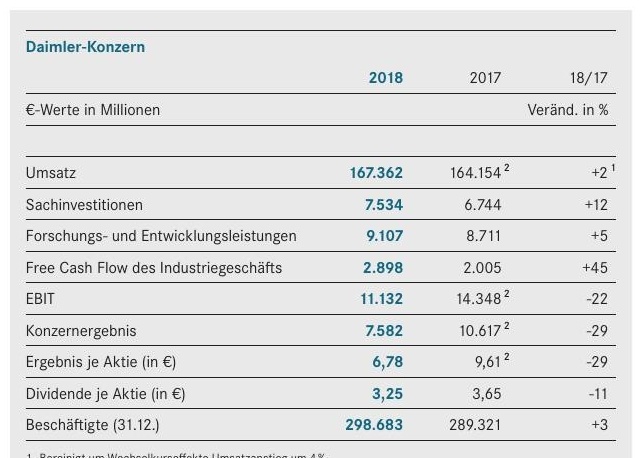 Daimler-Konzern
2018 2017 18/17
€-Werte in Millionen Veränd. in %
Umsatz 167.362 164.154 2 +2 1
Sachinvestitionen 7.534 6.744 +12
Forschungs- und Entwicklungsleistungen 9.107 8.711 +5
Free Cash Flow des Industriegeschäfts 2.898 2.005 +45
EBIT 11.132 14.348 2 -22
Konzernergebnis 7.582 10.617 2 -29
Ergebnis je Aktie (in €) 6,78 9,61 2 -29
Dividende je Aktie (in €) 3,25 3,65 -11
Beschäftigte (31.12.) 298.683 289.321 +3
1 Bereinigt um Wechselkurseffekte Umsatzanstieg um 4%